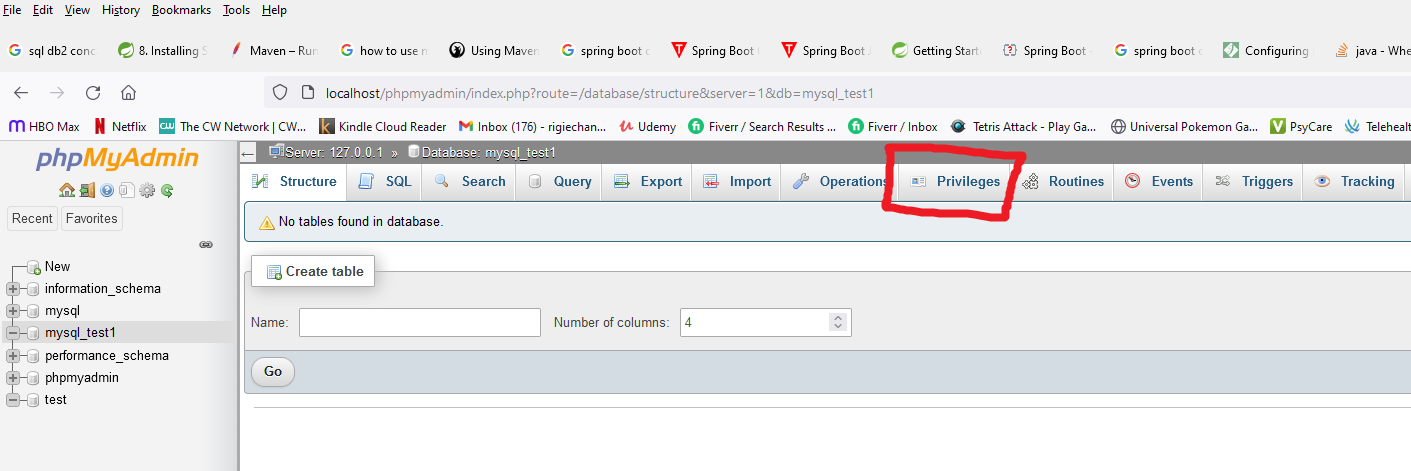 File Edit View History Bookmarks Tools Help
sql db2 conc 8. Installing S Maven – Run how to use m Using Maven spring boot c Spring Boot Spring Boot Getting Starte Spring Boot - spring boot c Configuring java - Whe
localhost/phpmyadmin/index.php?route=/database/structure&server=1&db=mysql_test1
HBO Max Netflix The CW Network | CW... Kindle Cloud Reader Inbox (176) - rigiechan... Udemy Fiverr / Search Results ... Fiverr / Inbox Tetris Attack - Play Ga... Universal Pokemon Ga... PsyCare Telehealt
phpMyAdmin
Server: 127.0.0.1 » Database: mysql_test1
Structure SQL Search Query Export Import Operations Privileges Routines Events Triggers Tracking
Recent Favorites
No tables found in database.
New
information_schema
mysql
mysql_test1
performance_schema
phpmyadmin
test
Create table
Name: Number of columns: 4
Go